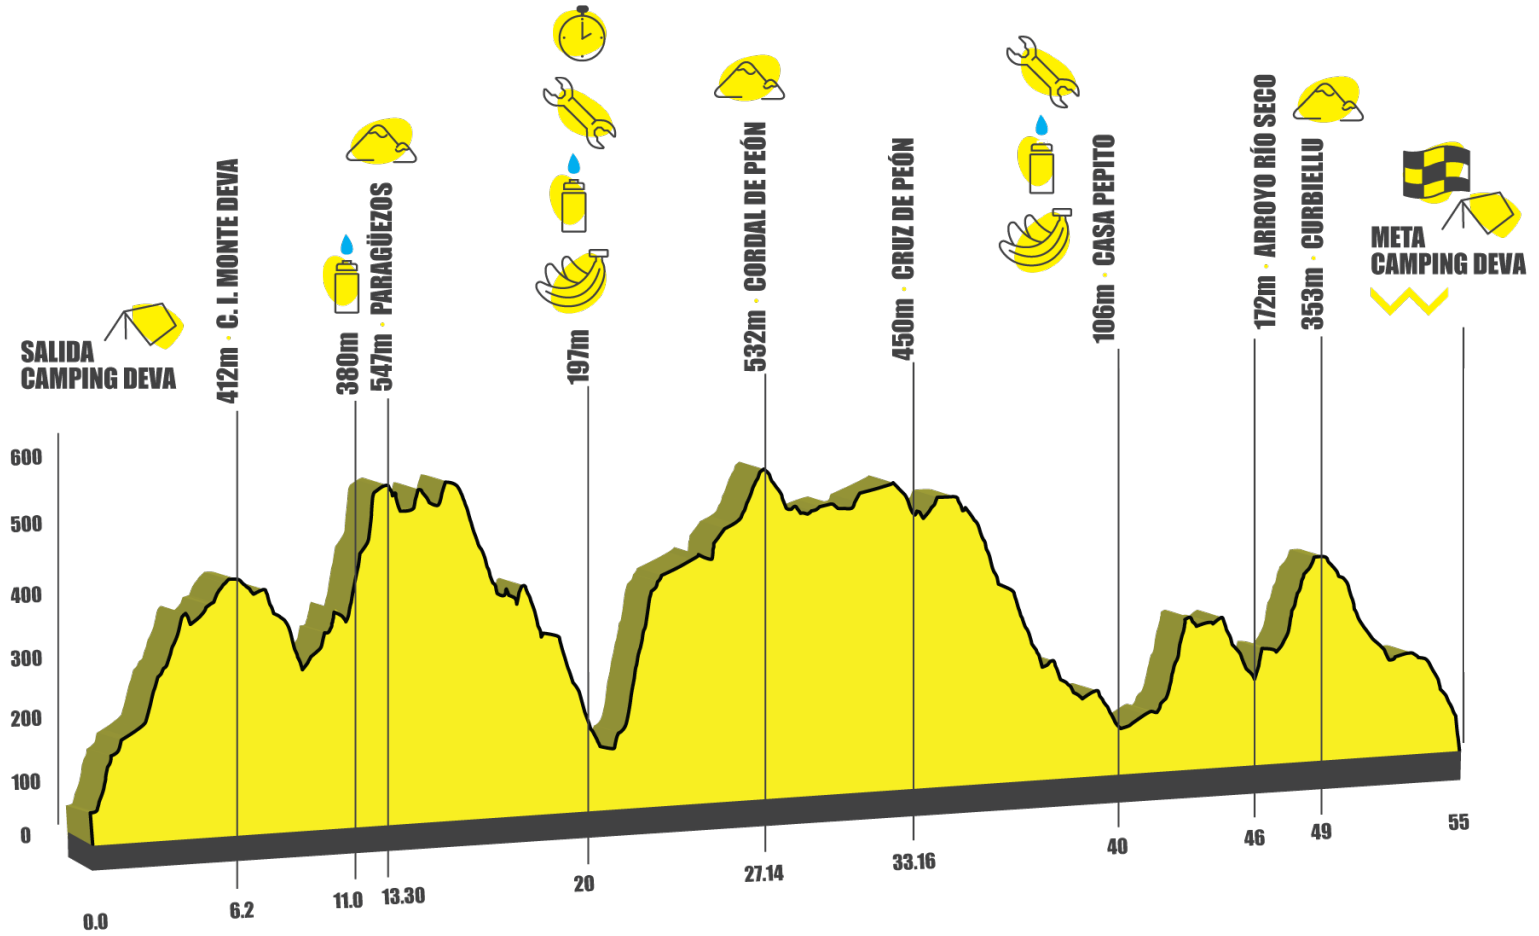 SALIDA
CAMPING DEVA
412m · C. I. MONTE DEVA
380m
547m · PARAGÜEZOS
197m
532m · CORDAL DE PEÓN
450m · CRUZ DE PEÓN
106m · CASA PEPITO
172m · ARROYO RÍO SECO
353m · CURBIELLU
META
CAMPING DEVA
600
500
400
300
200
100
0
0.0
6.2
11.0
13.30
20
27.14
33.16
40
46
49
55